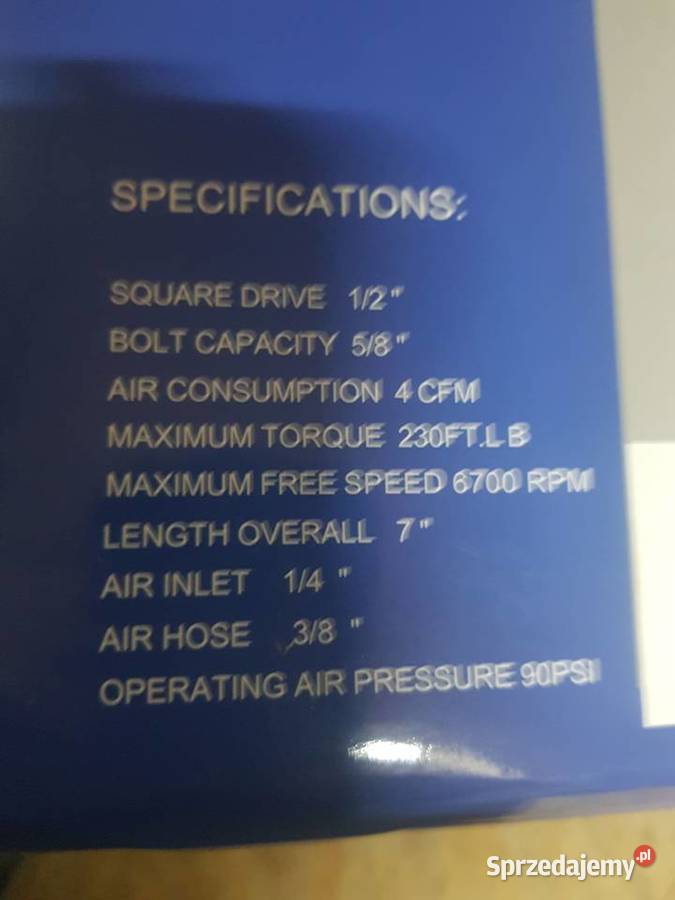 SPECIFICATIONS:
SQUARE DRIVE 1/2"
BOLT CAPACITY 5/8"
AIR CONSUMPTION 4 CFM
MAXIMUM TORQUE 230FT.LB
MAXIMUM FREE SPEED 6700 RPM
LENGTH OVERALL 7"
AIR INLET 1/4 "
AIR HOSE 3/8 "
OPERATING AIR PRESSURE 90PSI
Sprzedajemy.pl